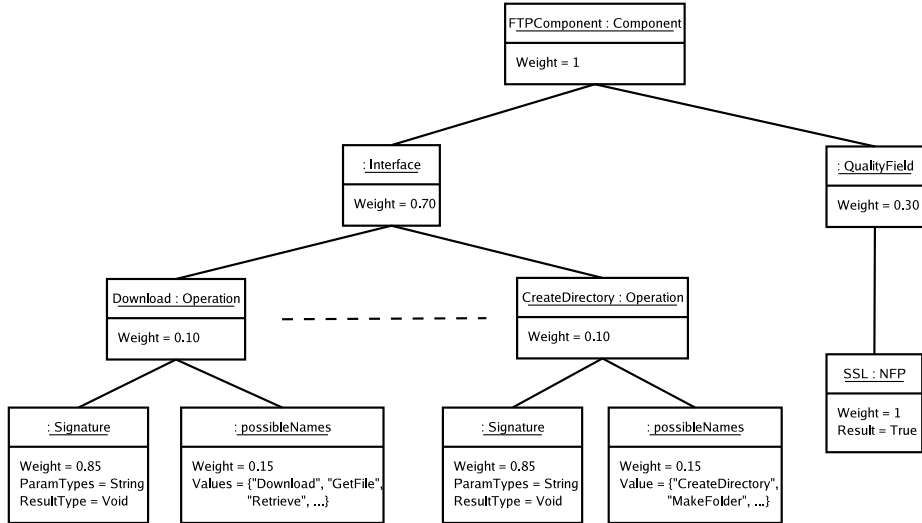 FTPComponent : Component
Weight = 1
: Interface
Weight = 0.70
: QualityField
Weight = 0.30
Download : Operation
Weight = 0.10
CreateDirectory : Operation
Weight = 0.10
SSL : NFP
Weight = 1
Result = True
: Signature
Weight = 0.85
ParamTypes = String
ResultType = Void
: possibleNames
Weight = 0.15
Values = {"Download", "GetFile",
"Retrieve", ...}
: Signature
Weight = 0.85
ParamTypes = String
ResultType = Void
: possibleNames
Weight = 0.15
Value = {"CreateDirectory",
"MakeFolder", ...}